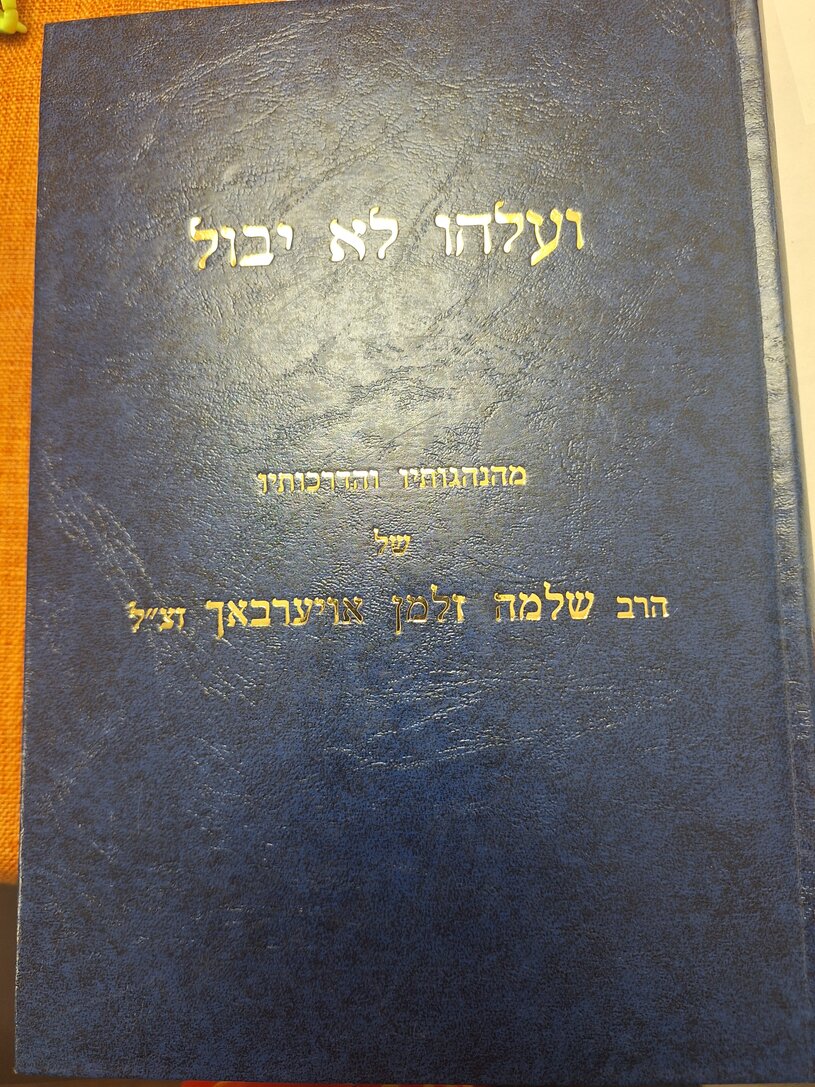 ועלהו לא יבול
מהנהגותיו והדרכותיו
של
הרב שלמה זלמן אויערבאך זצ״ל